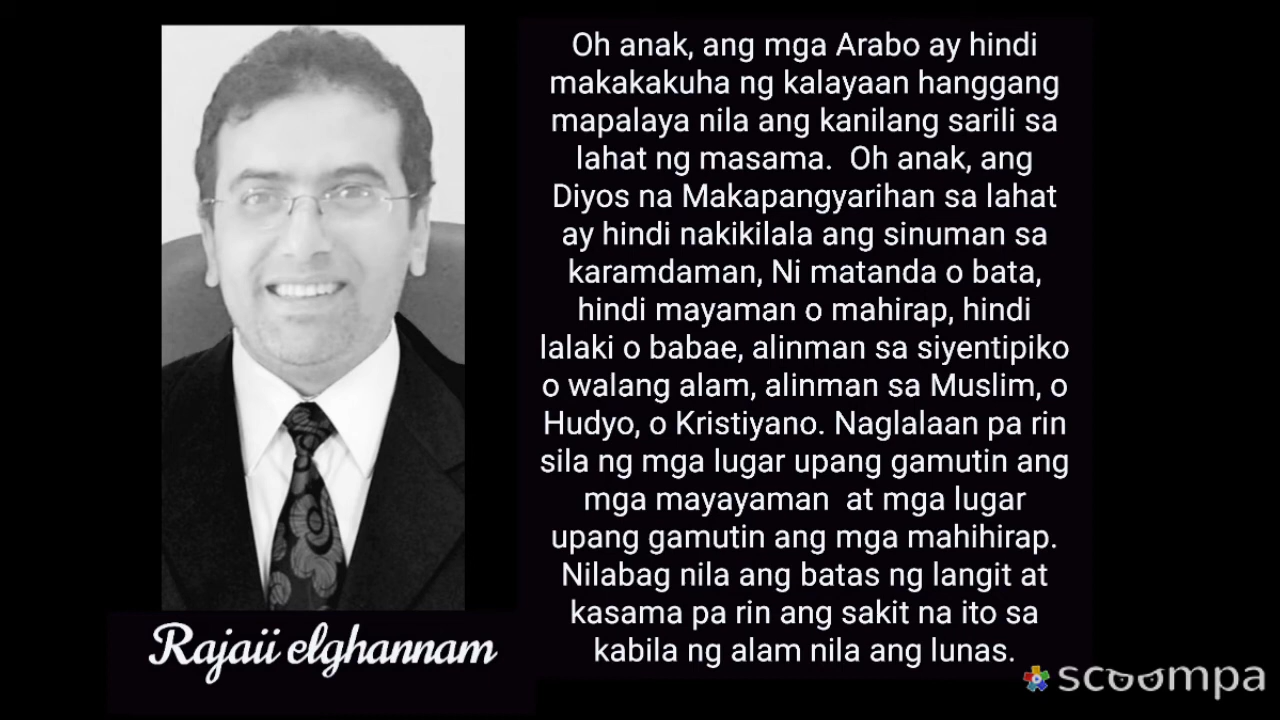 Oh anak, ang mga Arabo ay hindi
makakakuha ng kalayaan hanggang
mapalaya nila ang kanilang sarili sa
lahat ng masama.  Oh anak, ang
Diyos na Makapangyarihan sa lahat
ay hindi nakikilala ang sinuman sa
karamdaman, Ni matanda o bata,
hindi mayaman o mahirap, hindi
lalaki o babae, alinman sa siyentipiko
o walang alam, alinman sa Muslim, o
Hudyo, o Kristiyano. Naglalaan pa rin
sila ng mga lugar upang gamutin ang
mga mayayaman  at mga lugar
upang gamutin ang mga mahihirap.
Nilabag nila ang batas ng langit at
kasama pa rin ang sakit na ito sa
kabila ng alam nila ang lunas.
Rajaii elghannam
scoompa